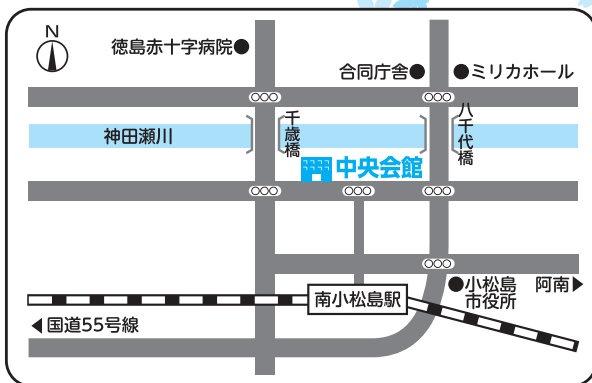 N
徳島赤十字病院
合同庁舎
ミリカホール
神田瀬川
千歳橋
八千代橋
中央会館
南小松島駅
小松島
市役所
阿南
国道55号線